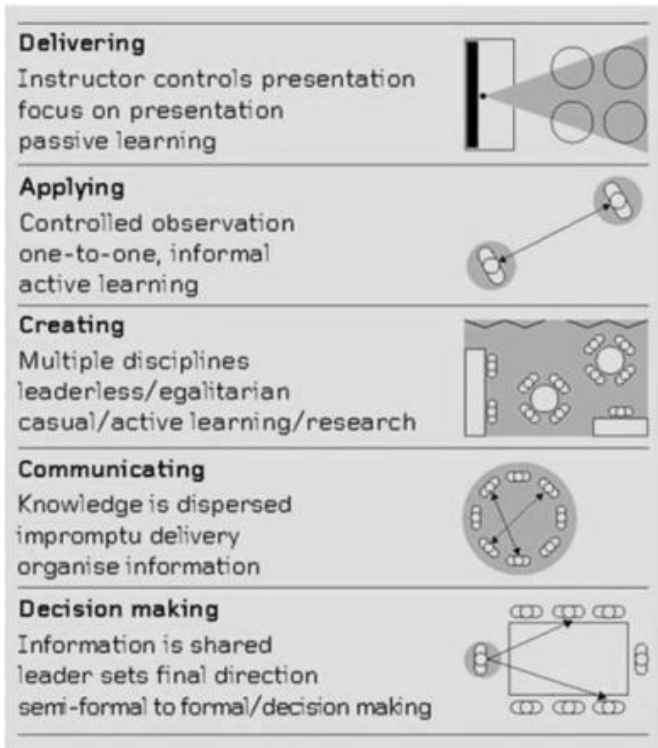 Delivering
Instructor controls presentation
focus on presentation
passive learning
Applying
Controlled observation
one-to-one, informal
active learning
Creating
Multiple disciplines
leaderless/egalitarian
casual/active learning/research
Communicating
Knowledge is dispersed
impromptu delivery
organise information
Decision making
Information is shared
leader sets final direction
semi-formal to formal/decision making